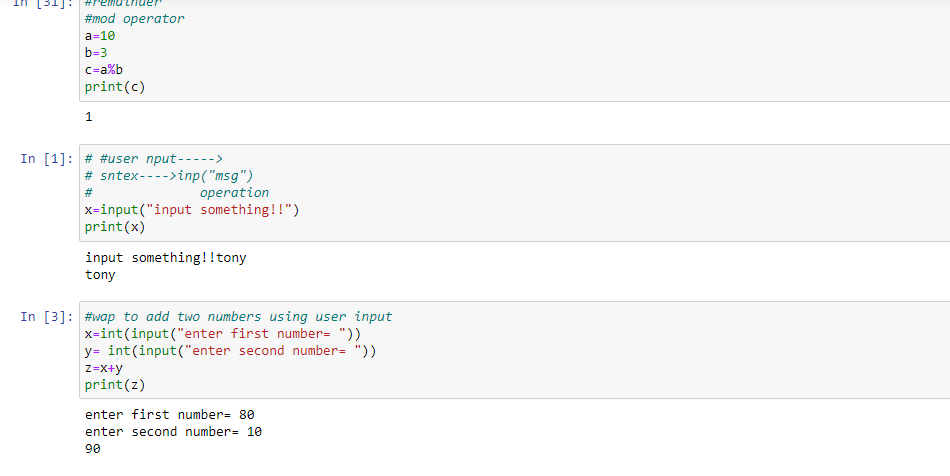 In [31]: #remainder
#mod operator
a=10
b=3
c=a%b
print(c)
1
In [1]: # #user nput----->
# sntex---->inp("msg")
# operation
x=input("input something!!")
print(x)
input something!!tony
tony
In [3]: #wap to add two numbers using user input
x=int(input("enter first number= "))
y= int(input("enter second number= "))
z=x+y
print(z)
enter first number= 80
enter second number= 10
90